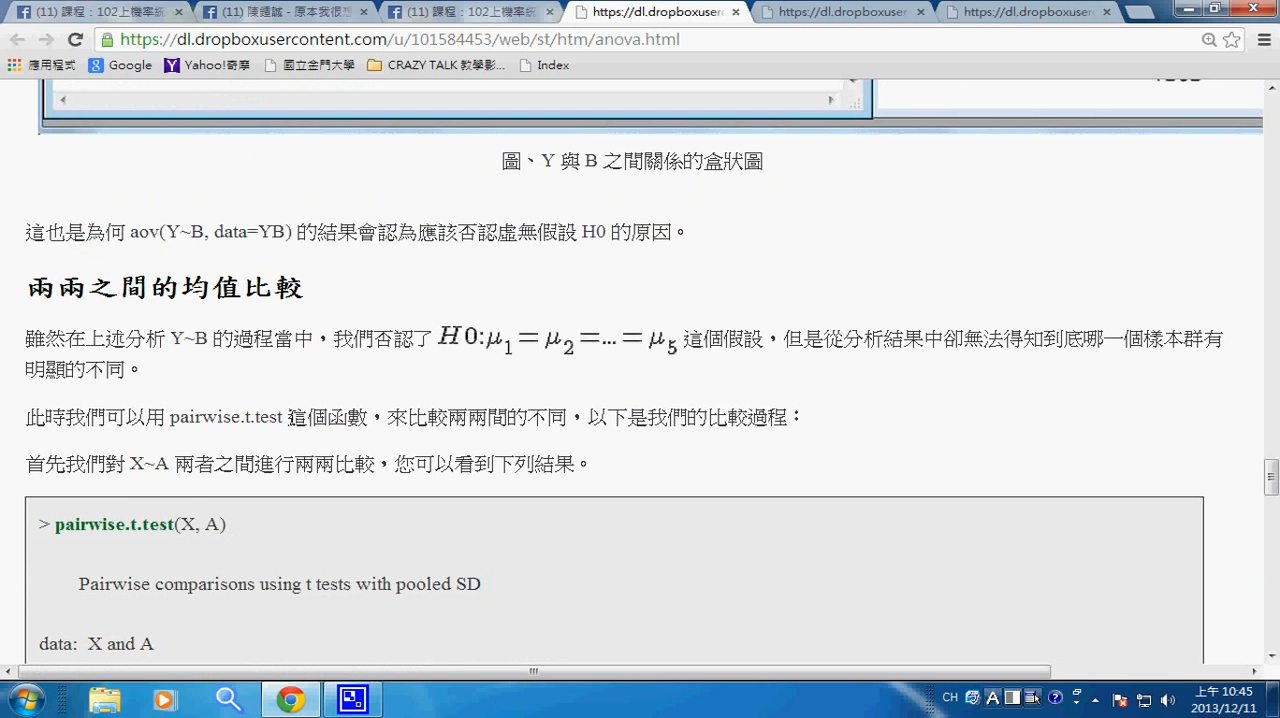 (11) 課程：102上機率統
(11) 陳鍾誠 - 原本我很想
(11) 課程：102上機率統
https://dl.dropboxuser
https://dl.dropboxuser
https://dl.dropboxuser
https://dl.dropboxusercontent.com/u/101584453/web/st/htm/anova.html
應用程式 Google Yahoo!奇摩 國立金門大學 CRAZY TALK 教學影... Index
圖、Y 與 B 之間關係的盒狀圖
這也是為何 aov(Y~B, data=YB) 的結果會認為應該否認虛無假設 H0 的原因。
兩兩之間的均值比較
雖然在上述分析 Y~B 的過程當中，我們否認了 H0:μ1=μ2=...=μ5 這個假設，但是從分析結果中卻無法得知到底哪一個樣本群有
明顯的不同。
此時我們可以用 pairwise.t.test 這個函數，來比較兩兩間的不同，以下是我們的比較過程：
首先我們對 X~A 兩者之間進行兩兩比較，您可以看到下列結果。
> pairwise.t.test(X, A)
Pairwise comparisons using t tests with pooled SD
data: X and A
CH
上午 10:45
2013/12/11